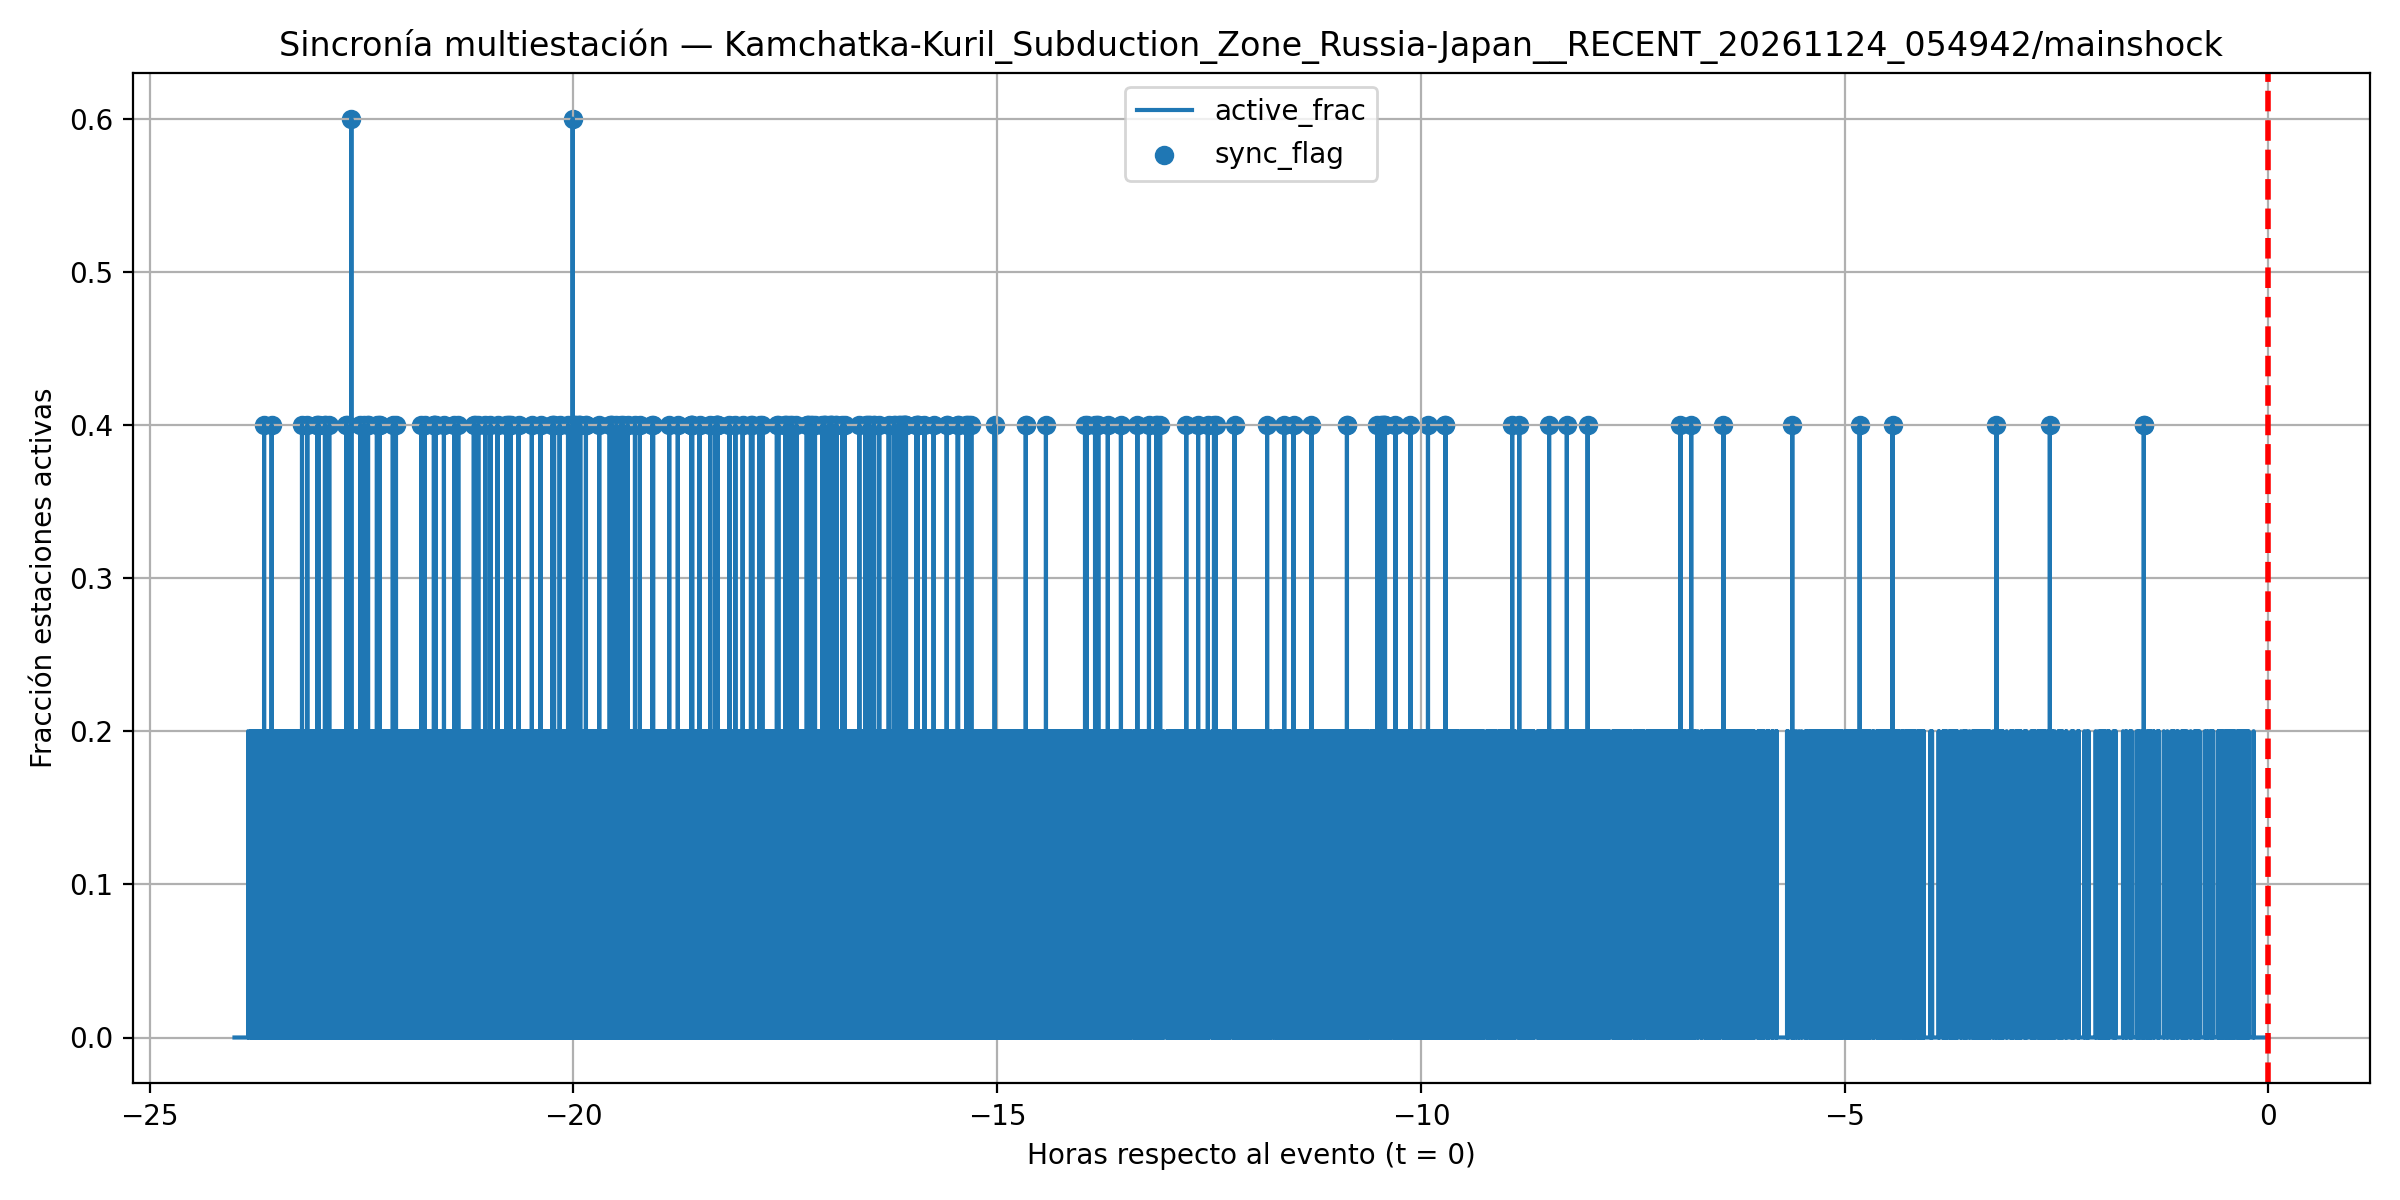 Sincronía multiestación — Kamchatka-Kuril_Subduction_Zone_Russia-Japan__RECENT_20261124_054942/mainshock
active_frac
sync_flag
Fracción estaciones activas
0.6
0.5
0.4
0.3
0.2
0.1
0.0
−25
−20
−15
−10
−5
0
Horas respecto al evento (t = 0)